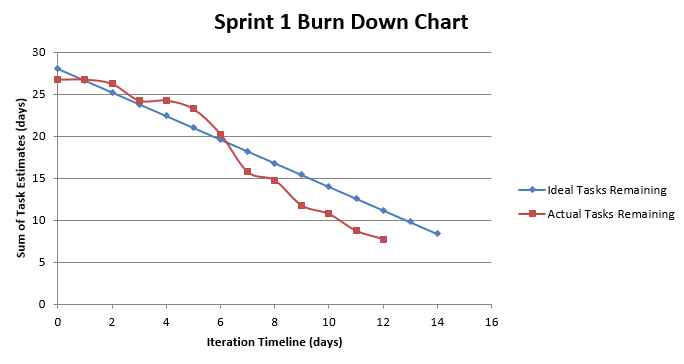 Sprint 1 Burn Down Chart
30
25
20
15
10
5
0
Sum of Task Estimates (days)
0 2 4 6 8 10 12 14 16
Iteration Timeline (days)
Ideal Tasks Remaining
Actual Tasks Remaining